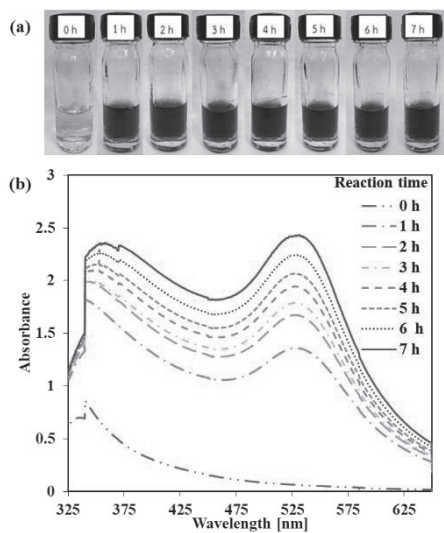 (a)
0 h 1 h 2 h 3 h 4 h 5 h 6 h 7 h
(b)
3
2.5
2
1.5
1
0.5
0
Absorbance
Reaction time
0 h
1 h
2 h
3 h
4 h
5 h
6 h
7 h
325 375 425 475 525 575 625
Wavelength [nm]